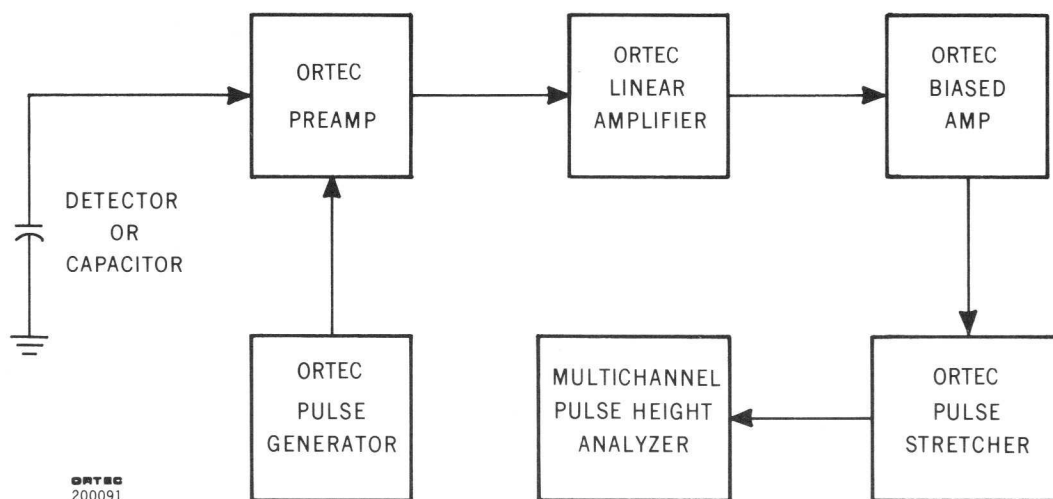 ORTEC
PREAMP
ORTEC
LINEAR
AMPLIFIER
ORTEC
BIASED
AMP
DETECTOR
OR
CAPACITOR
ORTEC
PULSE
GENERATOR
MULTICHANNEL
PULSE HEIGHT
ANALYZER
ORTEC
PULSE
STRETCHER
ORTEC
200091